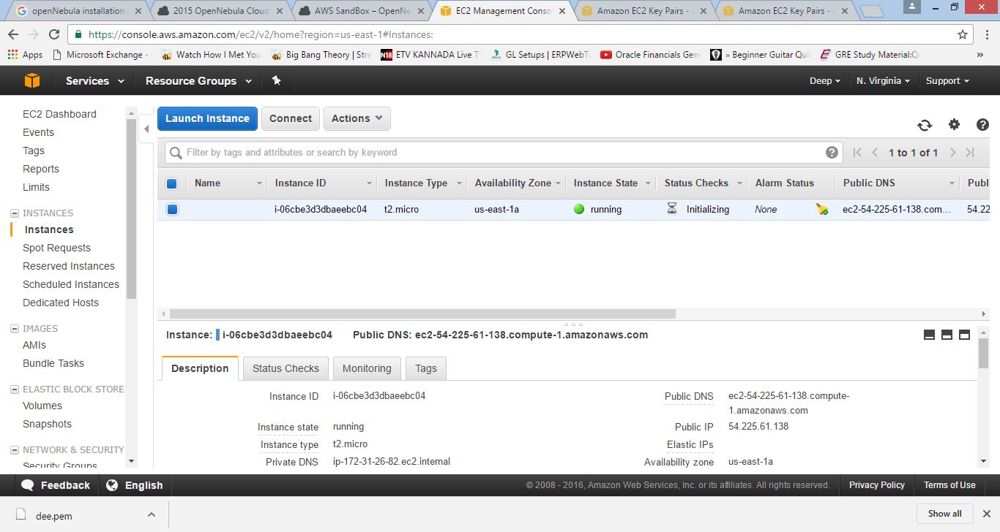 openNebula installation
2015 OpenNebula Cloud
AWS SandBox – OpenNe
EC2 Management Conso
Amazon EC2 Key Pairs - A
Amazon EC2 Key Pairs - A
https://console.aws.amazon.com/ec2/v2/home?region=us-east-1#Instances:
Apps
Microsoft Exchange -
Watch How I Met You
Big Bang Theory | Stre
ETV KANNADA Live T
GL Setups | ERPWebT
Oracle Financials Gen
» Beginner Guitar Qui
GRE Study Material:Q
»
Services
Resource Groups
Deep
N. Virginia
Support
EC2 Dashboard
Events
Tags
Reports
Limits
INSTANCES
Instances
Spot Requests
Reserved Instances
Scheduled Instances
Dedicated Hosts
IMAGES
AMIs
Bundle Tasks
ELASTIC BLOCK STORE
Volumes
Snapshots
NETWORK & SECURITY
Security Groups
Launch Instance
Connect
Actions
Filter by tags and attributes or search by keyword
1 to 1 of 1
Name Instance ID Instance Type Availability Zone Instance State Status Checks Alarm Status Public DNS Publ
i-06cbe3d3dbaeebc04 t2.micro us-east-1a running Initializing None ec2-54-225-61-138.com… 54.22
Instance: i-06cbe3d3dbaeebc04 Public DNS: ec2-54-225-61-138.compute-1.amazonaws.com
Description Status Checks Monitoring Tags
Instance ID i-06cbe3d3dbaeebc04
Instance state running
Instance type t2.micro
Private DNS ip-172-31-26-82.ec2.internal
Public DNS ec2-54-225-61-138.compute-
1.amazonaws.com
Public IP 54.225.61.138
Elastic IPs
Availability zone us-east-1a
Feedback
English
© 2008 - 2016, Amazon Web Services, Inc. or its affiliates. All rights reserved.
Privacy Policy
Terms of Use
dee.pem
Show all